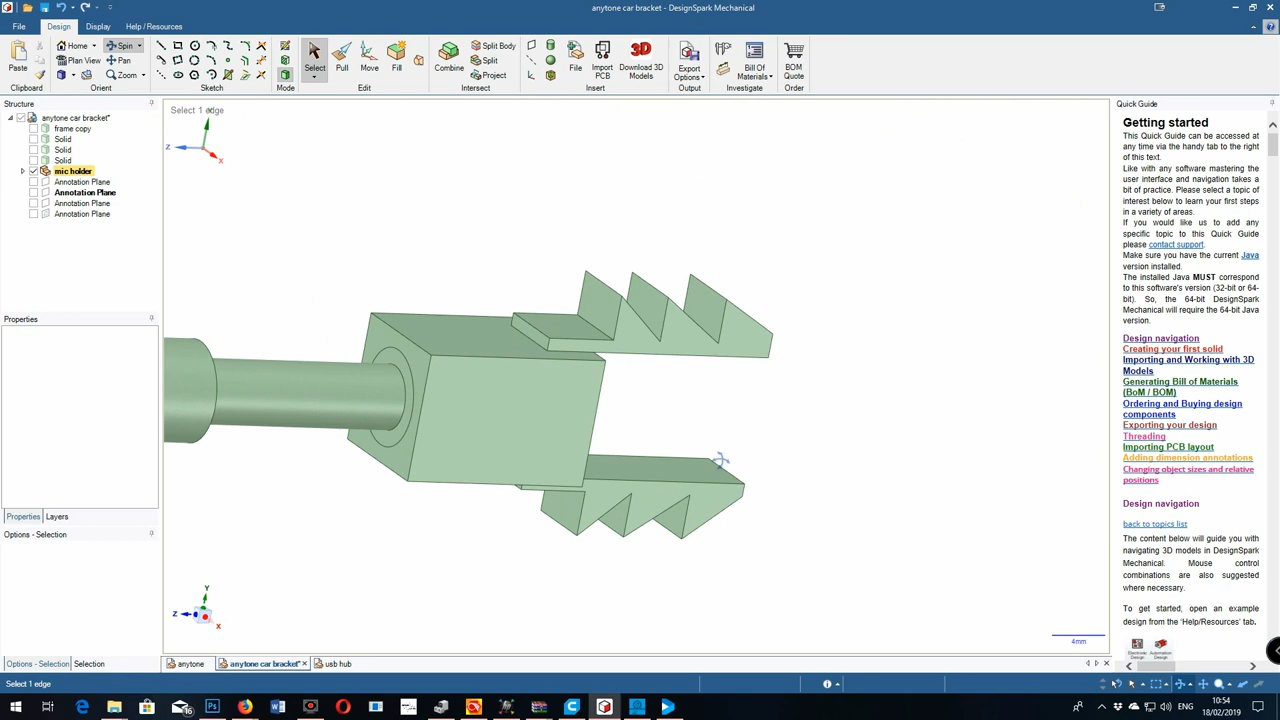 anytone car bracket - DesignSpark Mechanical
File
Design
Display
Help / Resources
Paste
Home
Spin
Plan View
Pan
Zoom
Select
Pull
Move
Fill
Combine
Split Body
Split
Project
File
Import
PCB
3D
Download 3D
Models
Export
Options
Bill Of
Materials
BOM
Quote
Clipboard
Orient
Sketch
Mode
Edit
Intersect
Insert
Output
Investigate
Order
Structure
anytone car bracket*
frame copy
Solid
Solid
Solid
mic holder
Annotation Plane
Annotation Plane
Annotation Plane
Annotation Plane
Properties
Properties
Layers
Options - Selection
Options - Selection
Selection
Select 1 edge
Y
Z
X
Y
Z
X
4mm
anytone
anytone car bracket*
usb hub
Quick Guide
Getting started
This Quick Guide can be accessed at
any time via the handy tab to the right
of this text.
Like with any software mastering the
user interface and navigation takes a
bit of practice. Please select a topic of
interest below to learn your first steps
in a variety of areas.
If you would like us to add any
specific topic to this Quick Guide
please contact support.
Make sure you have the current Java
version installed.
The installed Java MUST correspond
to this software's version (32-bit or 64-
bit). So, the 64-bit DesignSpark
Mechanical will require the 64-bit Java
version.
Design navigation
Creating your first solid
Importing and Working with 3D
Models
Generating Bill of Materials
(BoM / BOM)
Ordering and Buying design
components
Exporting your design
Threading
Importing PCB layout
Adding dimension annotations
Changing object sizes and relative
positions
Design navigation
back to topics list
The content below will guide you with
navigating 3D models in DesignSpark
Mechanical. Mouse control
combinations are also suggested
where necessary.
To get started, open an example
design from the 'Help/Resources' tab.
Select 1 edge
16
10:54
18/02/2019